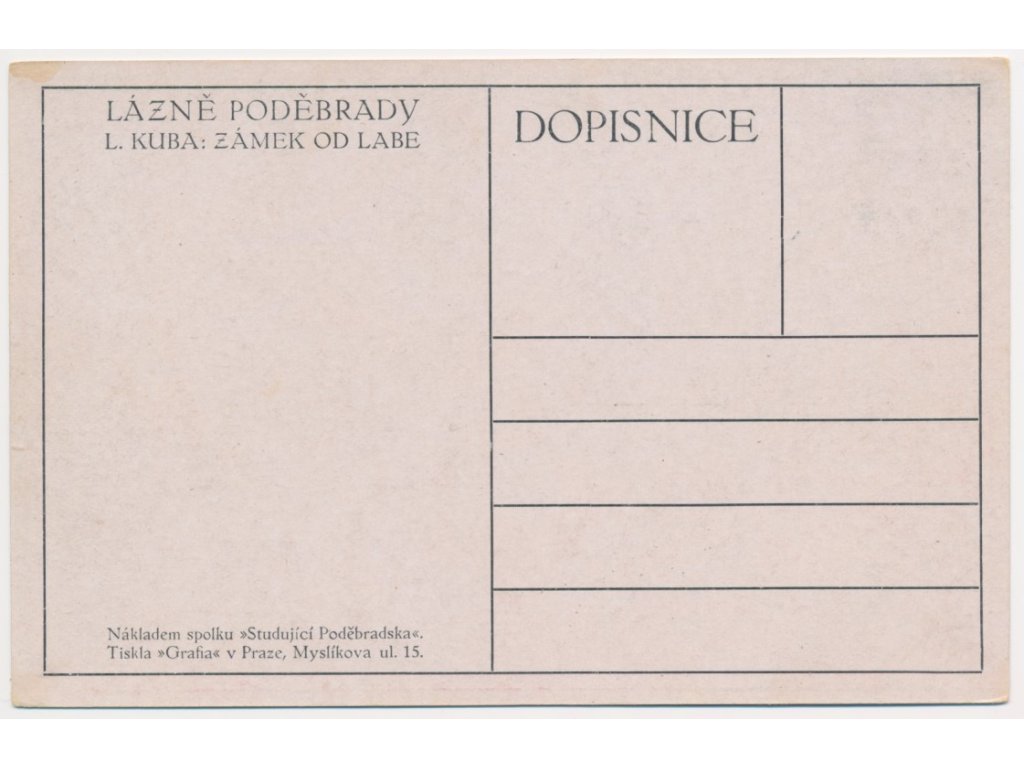 LÁZNĚ PODĚBRADY
L. KUBA: ZÁMEK OD LABE
DOPISNICE
Nákladem spolku »Studující Poděbradska«.
Tiskla »Grafia« v Praze, Myslíkova ul. 15.